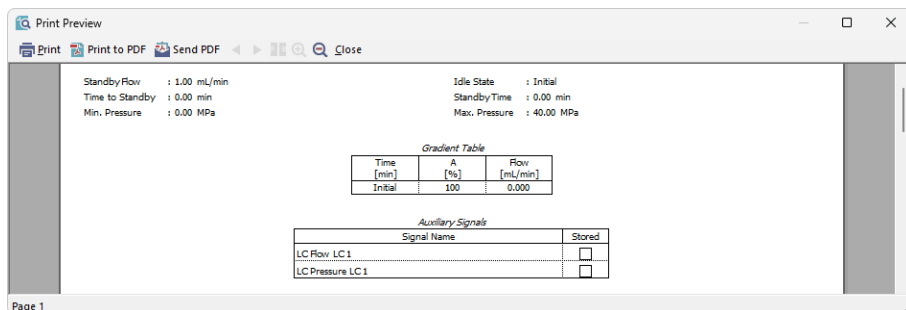 Print Preview
Print Print to PDF Send PDF Close
Standby Flow : 1.00 mL/min Idle State : Initial
Time to Standby : 0.00 min Standby Time : 0.00 min
Min. Pressure : 0.00 MPa Max. Pressure : 40.00 MPa
Gradient Table
Time A Flow
[min] [%] [mL/min]
Initial 100 0.000
Auxiliary Signals
Signal Name Stored
LC Flow LC 1
LC Pressure LC 1
Page 1